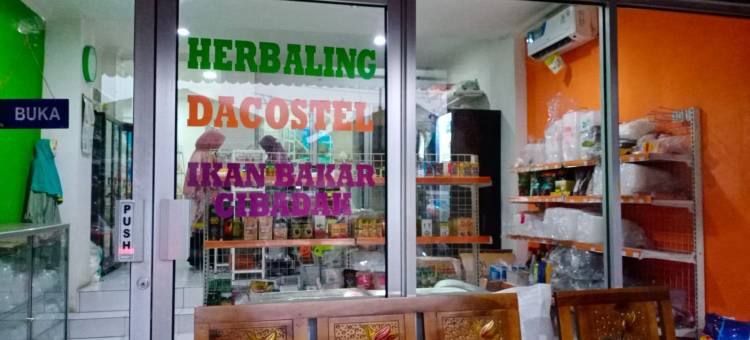 HERBALING
BUKA
DACOSTEL
IKAN BAKAR
CIBADAK
PUSH